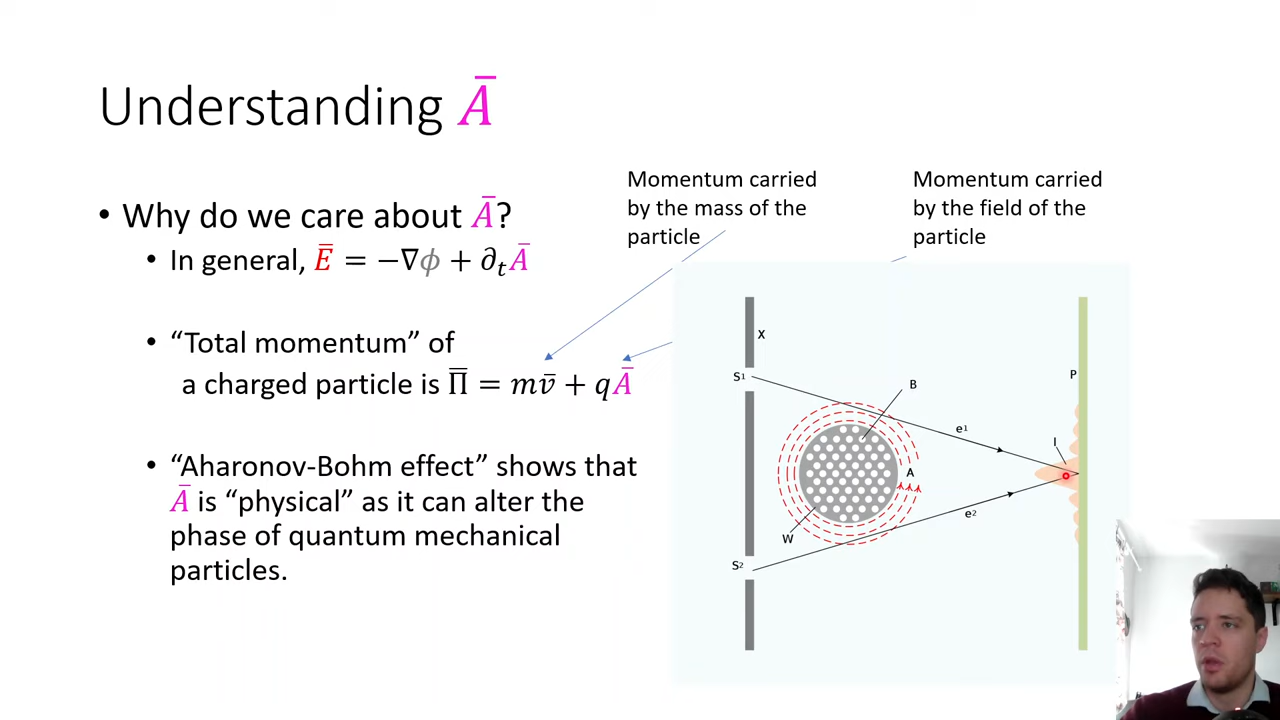 Understanding Ā
• Why do we care about Ā?
• In general, Ē = −∇ϕ + ∂ₜĀ
• “Total momentum” of
a charged particle is Π̄ = mv̄ + qĀ
• “Aharonov-Bohm effect” shows that
Ā is “physical” as it can alter the
phase of quantum mechanical
particles.
Momentum carried
by the mass of the
particle
Momentum carried
by the field of the
particle
X
S1
B
P
e1
I
A
W
e2
S2